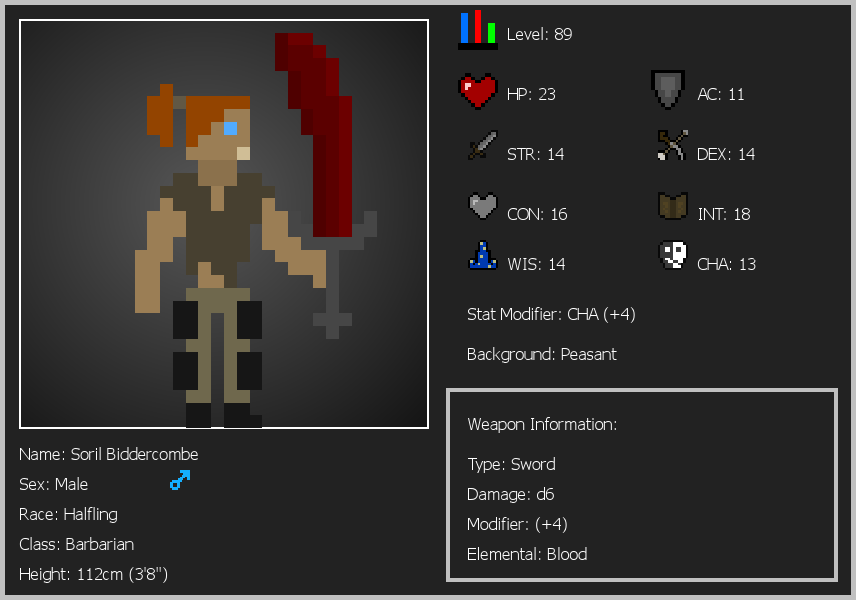 Level: 89
HP: 23
AC: 11
STR: 14
DEX: 14
CON: 16
INT: 18
WIS: 14
CHA: 13
Stat Modifier: CHA (+4)
Background: Peasant
Weapon Information:
Type: Sword
Damage: d6
Modifier: (+4)
Elemental: Blood
Name: Soril Biddercombe
Sex: Male
Race: Halfling
Class: Barbarian
Height: 112cm (3'8")